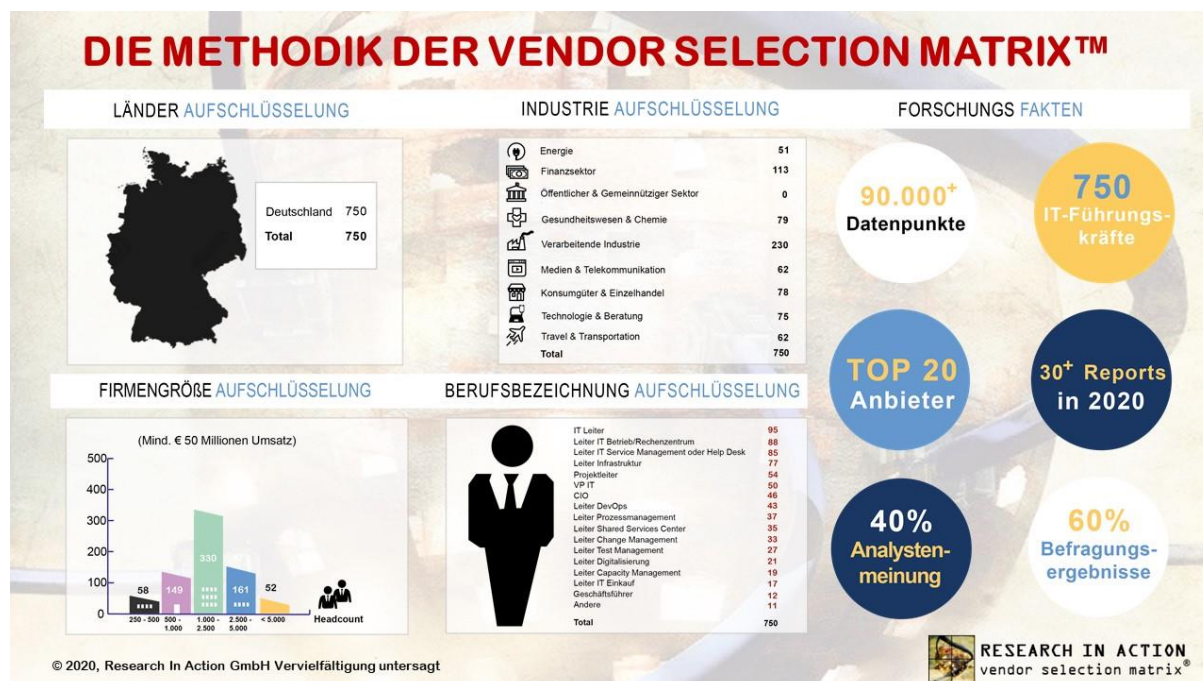 DIE METHODIK DER VENDOR SELECTION MATRIX™
LÄNDER AUFSCHLÜSSELUNG
Deutschland 750
Total 750
INDUSTRIE AUFSCHLÜSSELUNG
Energie 51
Finanzsektor 113
Öffentlicher & Gemeinnütziger Sektor 0
Gesundheitswesen & Chemie 79
Verarbeitende Industrie 230
Medien & Telekommunikation 62
Konsumgüter & Einzelhandel 78
Technologie & Beratung 75
Travel & Transportation 62
Total 750
FORSCHUNGS FAKTEN
90.000+
Datenpunkte
750
IT-Führungs-
kräfte
TOP 20
Anbieter
30+ Reports
in 2020
40%
Analysten-
meinung
60%
Befragungs-
ergebnisse
FIRMENGRÖßE AUFSCHLÜSSELUNG
(Mind. € 50 Millionen Umsatz)
500
400
300
200
100
0
58
149
330
161
52
250 - 500
500 -
1.000
1.000 -
2.500
2.500 -
5.000
< 5.000
Headcount
BERUFSBEZEICHNUNG AUFSCHLÜSSELUNG
IT Leiter 95
Leiter IT Betrieb/Rechenzentrum 88
Leiter IT Service Management oder Help Desk 85
Leiter Infrastruktur 77
Projektleiter 54
VP IT 50
CIO 46
Leiter DevOps 43
Leiter Prozessmanagement 37
Leiter Shared Services Center 35
Leiter Change Management 33
Leiter Test Management 27
Leiter Digitalisierung 21
Leiter Capacity Management 19
Leiter IT Einkauf 17
Geschäftsführer 12
Andere 11
Total 750
© 2020, Research In Action GmbH Vervielfältigung untersagt
RESEARCH IN ACTION
vendor selection matrix®